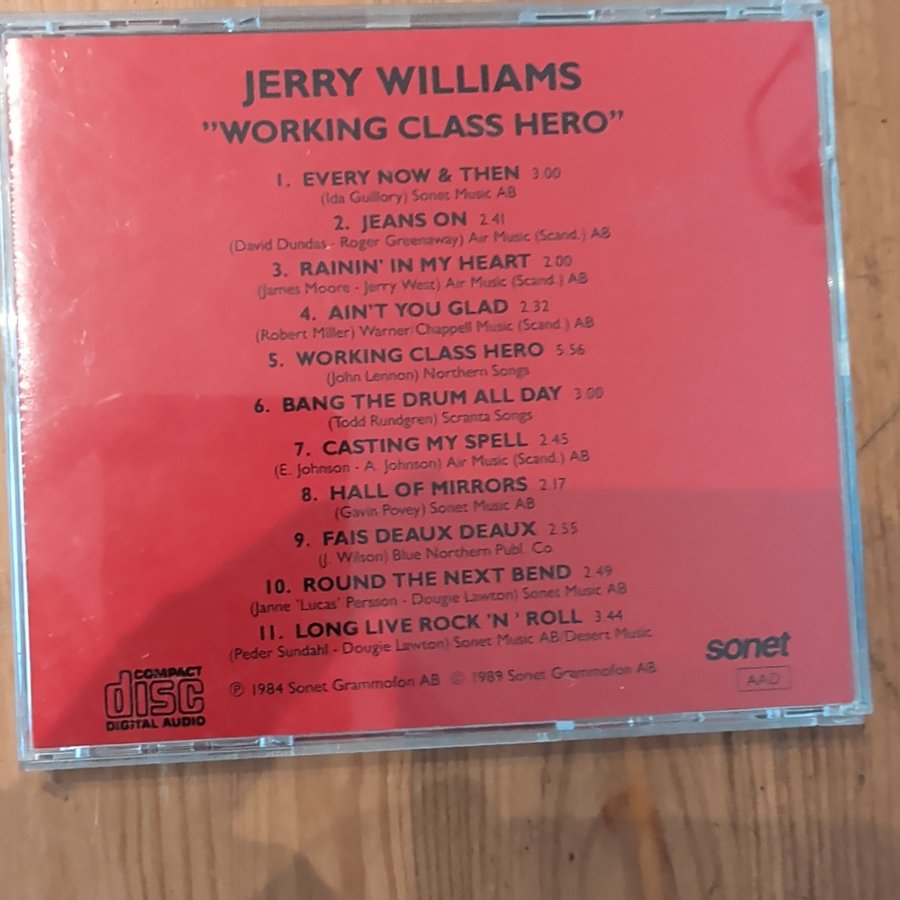 JERRY WILLIAMS
"WORKING CLASS HERO"
1. EVERY NOW & THEN 3.00
(Ida Guillory) Sonet Music AB
2. JEANS ON 2.41
(David Dundas - Roger Greenaway) Air Music (Scand.) AB
3. RAININ' IN MY HEART 2.00
(James Moore - Jerry West) Air Music (Scand.) AB
4. AIN'T YOU GLAD 2.32
(Robert Miller) Warner/Chappell Music (Scand.) AB
5. WORKING CLASS HERO 5.56
(John Lennon) Northern Songs
6. BANG THE DRUM ALL DAY 3.00
(Todd Rundgren) Screnta Songs
7. CASTING MY SPELL 2.45
(E. Johnson - A. Johnson) Air Music (Scand.) AB
8. HALL OF MIRRORS 2.17
(Gavin Povey) Sonet Music AB
9. FAIS DEAUX DEAUX 2.55
(J. Wilson) Blue Northern Publ. Co.
10. ROUND THE NEXT BEND 2.49
(Janne 'Lucas' Persson - Dougie Lawton) Sonet Music AB
11. LONG LIVE ROCK 'N' ROLL 3.44
(Peder Sundahl - Dougie Lawton) Sonet Music AB/Desert Music
sonet
AAD
COMPACT
disc
DIGITAL AUDIO
℗ 1984 Sonet Grammofon AB © 1989 Sonet Grammofon AB